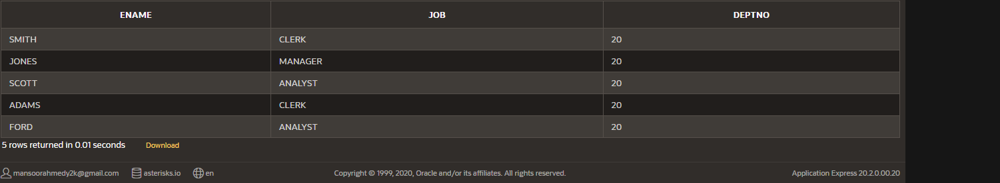 ENAME JOB DEPTNO
SMITH CLERK 20
JONES MANAGER 20
SCOTT ANALYST 20
ADAMS CLERK 20
FORD ANALYST 20
5 rows returned in 0.01 seconds Download
mansoorahmedy2k@gmail.com asterisks.io en Copyright © 1999, 2020, Oracle and/or its affiliates. All rights reserved. Application Express 20.2.0.00.20